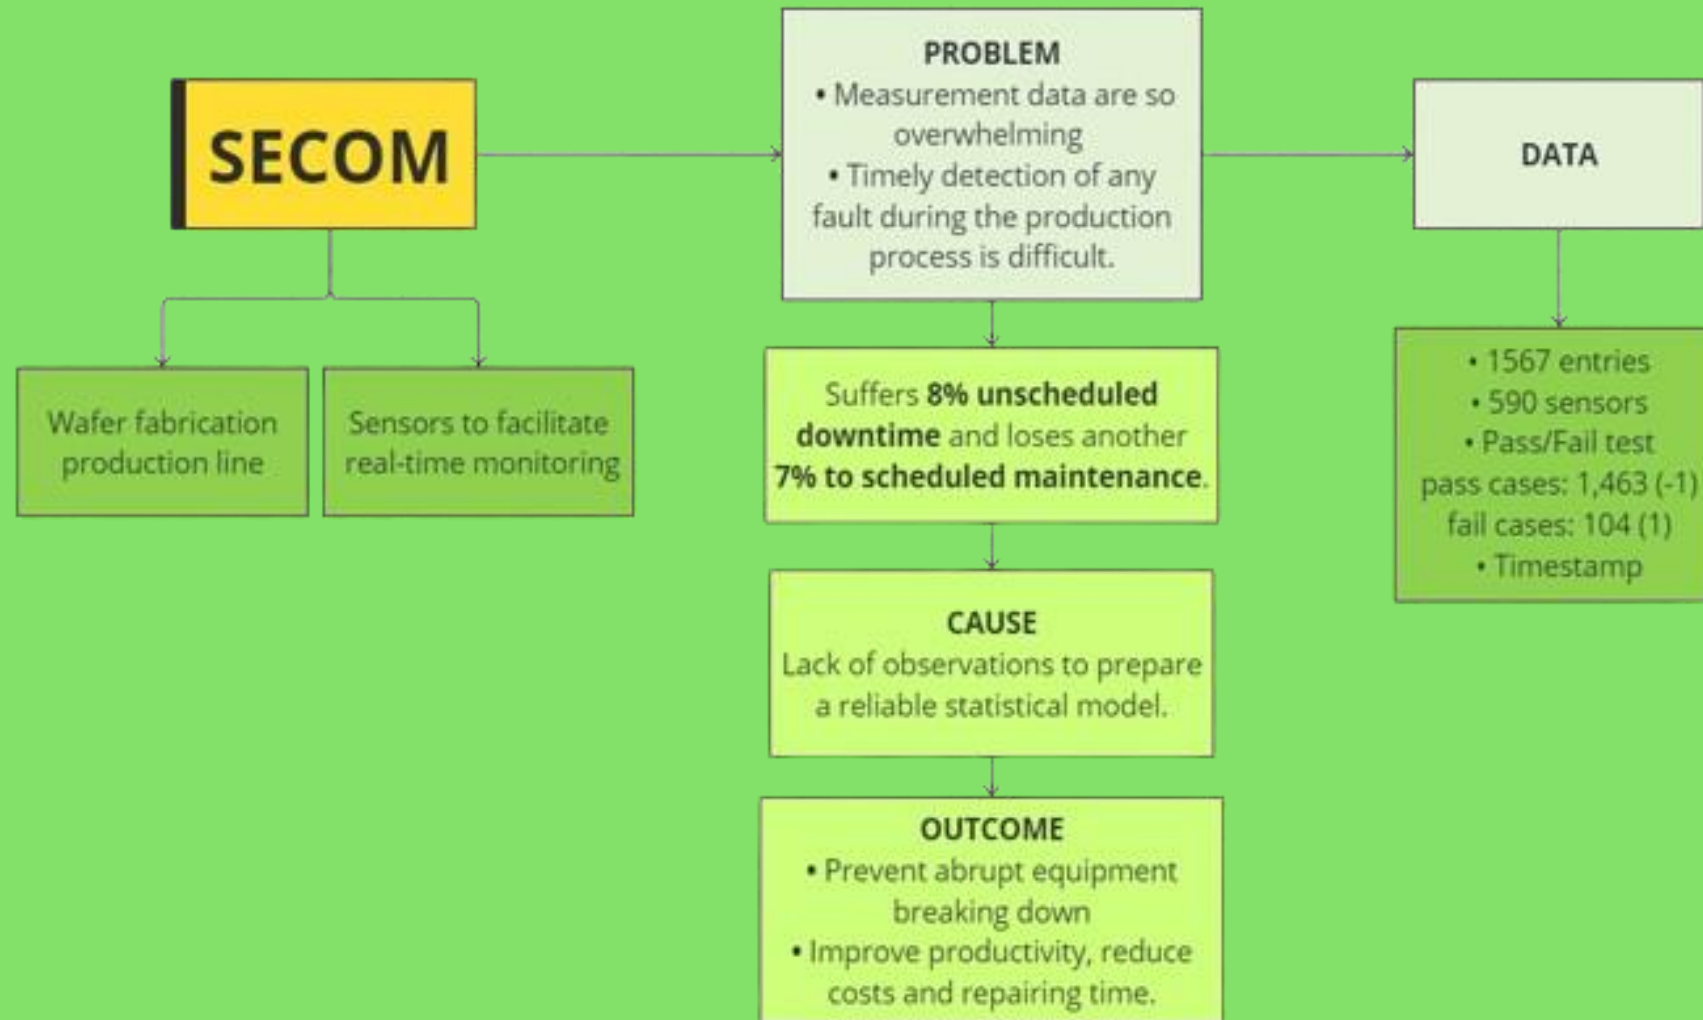 SECOM
Wafer fabrication
production line
Sensors to facilitate
real-time monitoring
PROBLEM
• Measurement data are so
overwhelming
• Timely detection of any
fault during the production
process is difficult.
Suffers 8% unscheduled
downtime and loses another
7% to scheduled maintenance.
CAUSE
Lack of observations to prepare
a reliable statistical model.
OUTCOME
• Prevent abrupt equipment
breaking down
• Improve productivity, reduce
costs and repairing time.
DATA
• 1567 entries
• 590 sensors
• Pass/Fail test
pass cases: 1,463 (-1)
fail cases: 104 (1)
• Timestamp